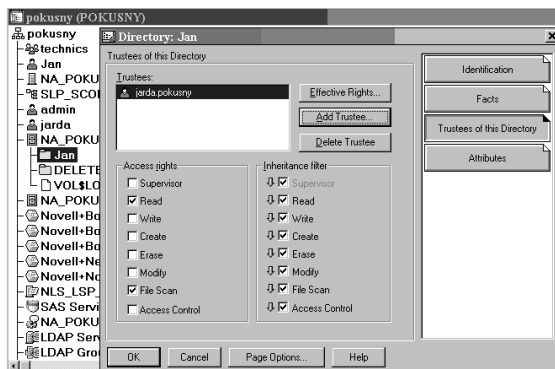 pokusny (POKUSNY)
pokusny
technics
Jan
NA_POKU
SLP_SCO
admin
jarda
NA_POKU
Jan
DELETE
VOL$LO
NA_POKU
Novell+Bo
Novell+Bo
Novell+Bo
Novell+Ne
Novell+No
NLS_LSP_
SAS Servi
NA_POKU
LDAP Serv
LDAP Grou
Directory: Jan
Trustees of this Directory
Trustees:
jarda.pokusny
Effective Rights...
Add Trustee...
Delete Trustee
Access rights
Supervisor
Read
Write
Create
Erase
Modify
File Scan
Access Control
Inheritance filter
Supervisor
Read
Write
Create
Erase
Modify
File Scan
Access Control
Identification
Facts
Trustees of this Directory
Attributes
OK
Cancel
Page Options...
Help